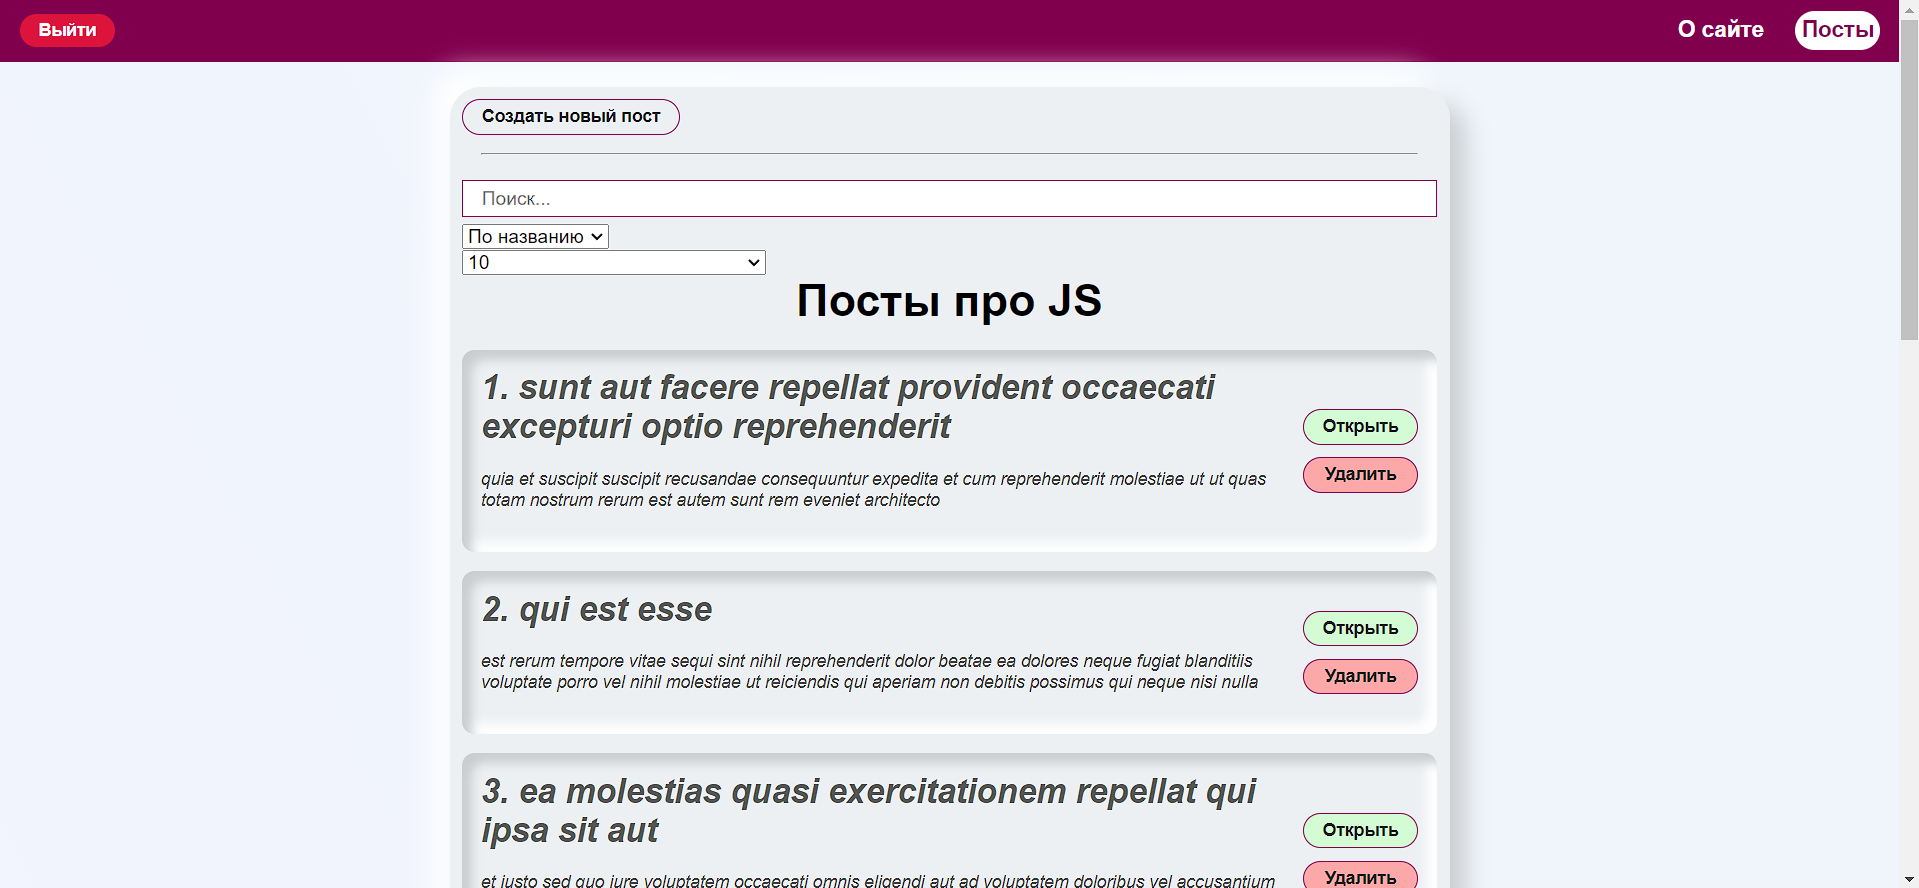 Выйти
О сайте
Посты
Создать новый пост
Поиск...
По названию
10
Посты про JS
1. sunt aut facere repellat provident occaecati
excepturi optio reprehenderit
quia et suscipit suscipit recusandae consequuntur expedita et cum reprehenderit molestiae ut ut quas
totam nostrum rerum est autem sunt rem eveniet architecto
Открыть
Удалить
2. qui est esse
est rerum tempore vitae sequi sint nihil reprehenderit dolor beatae ea dolores neque fugiat blanditiis
voluptate porro vel nihil molestiae ut reiciendis qui aperiam non debitis possimus qui neque nisi nulla
Открыть
Удалить
3. ea molestias quasi exercitationem repellat qui
ipsa sit aut
et iusto sed quo iure voluptatem occaecati omnis eligendi aut ad voluptatem doloribus vel accusantium
Открыть
Удалить